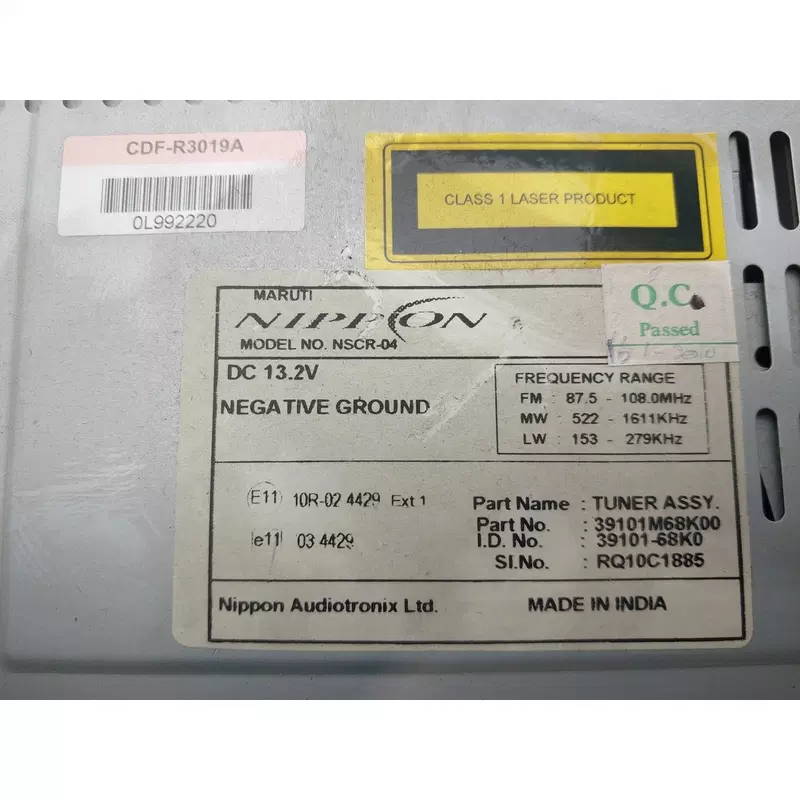 CDF-R3019A
0L992220
CLASS 1 LASER PRODUCT
Q.C.
Passed
MARUTI
NIPPON
MODEL NO. NSCR-04
DC 13.2V
NEGATIVE GROUND
FREQUENCY RANGE
FM : 87.5 - 108.0MHz
MW : 522 - 1611KHz
LW : 153 - 279KHz
E11 10R-02 4429 Ext 1
e11 03 4429
Part Name : TUNER ASSY.
Part No. : 39101M68K00
I.D. No. : 39101-68K0
SI.No. : RQ10C1885
Nippon Audiotronix Ltd. MADE IN INDIA